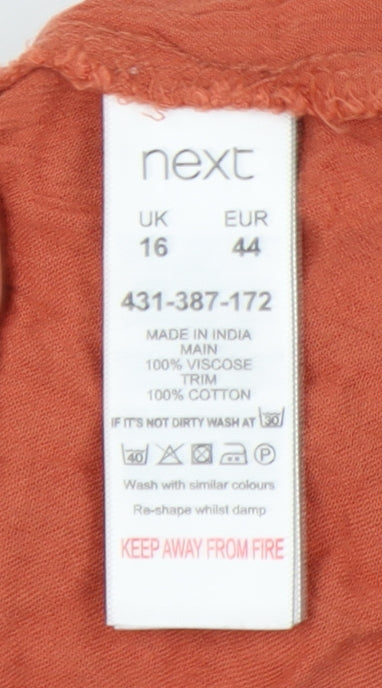 next
UK EUR
16 44
431-387-172
MADE IN INDIA
MAIN
100% VISCOSE
TRIM
100% COTTON
IF IT'S NOT DIRTY WASH AT 30
40 P
Wash with similar colours
Re-shape whilst damp
KEEP AWAY FROM FIRE